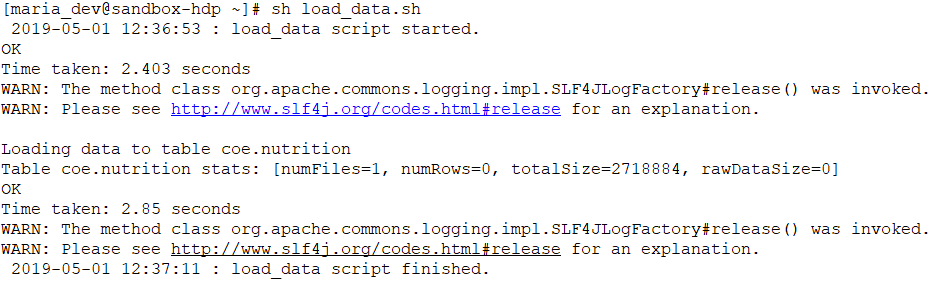 [maria_dev@sandbox-hdp ~]# sh load_data.sh
2019-05-01 12:36:53 : load_data script started.
OK
Time taken: 2.403 seconds
WARN: The method class org.apache.commons.logging.impl.SLF4JLogFactory#release() was invoked.
WARN: Please see http://www.slf4j.org/codes.html#release for an explanation.
Loading data to table coe.nutrition
Table coe.nutrition stats: [numFiles=1, numRows=0, totalSize=2718884, rawDataSize=0]
OK
Time taken: 2.85 seconds
WARN: The method class org.apache.commons.logging.impl.SLF4JLogFactory#release() was invoked.
WARN: Please see http://www.slf4j.org/codes.html#release for an explanation.
2019-05-01 12:37:11 : load_data script finished.